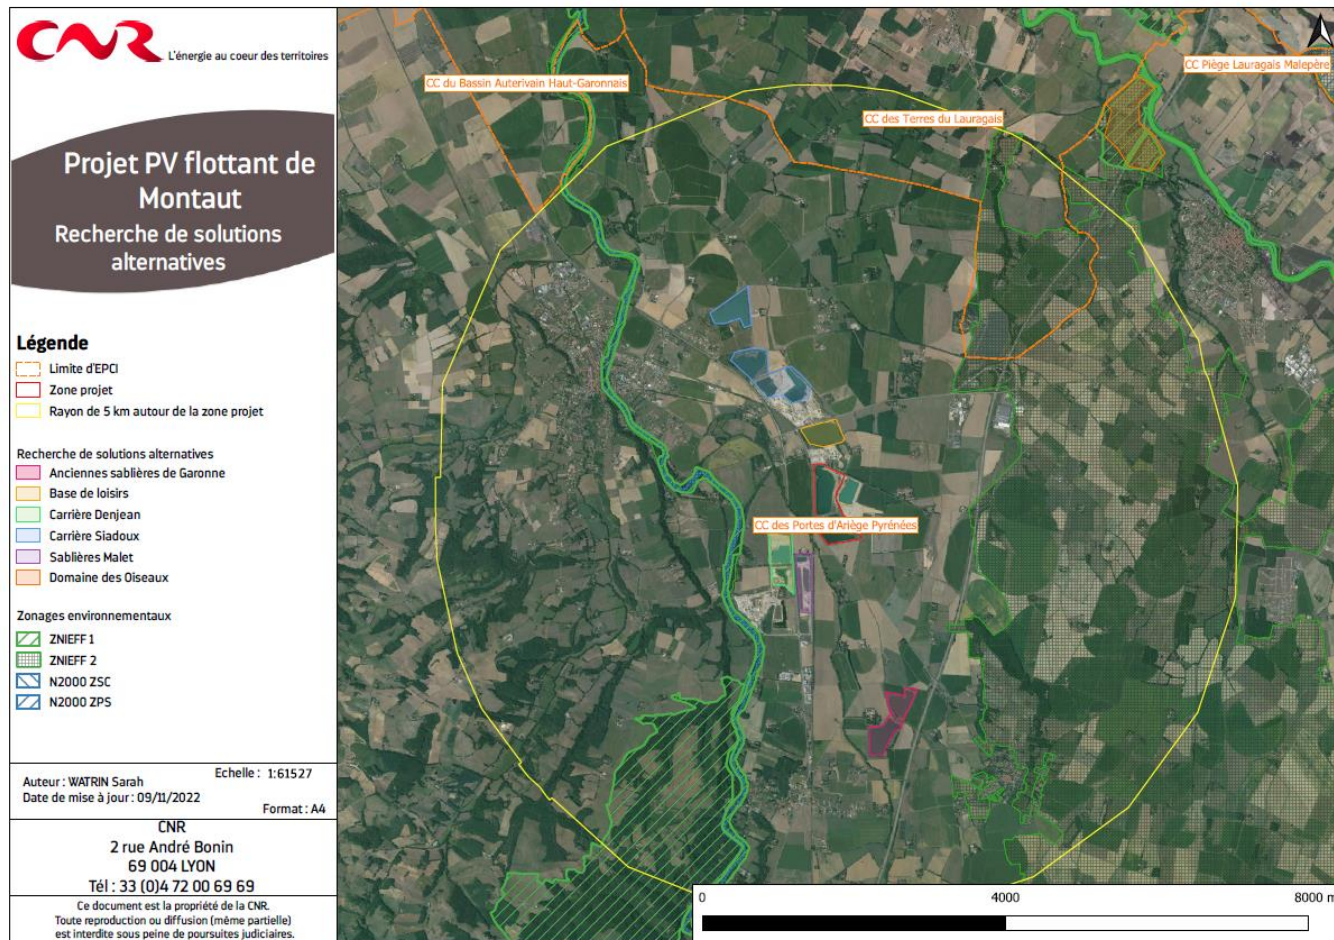 CNR
L'énergie au coeur des territoires
Projet PV flottant de
Montaut
Recherche de solutions
alternatives
Légende
Limite d'EPCI
Zone projet
Rayon de 5 km autour de la zone projet
Recherche de solutions alternatives
Anciennes sablières de Garonne
Base de loisirs
Carrière Denjean
Carrière Siadoux
Sablières Malet
Domaine des Oiseaux
Zonages environnementaux
ZNIEFF 1
ZNIEFF 2
N2000 ZSC
N2000 ZPS
Echelle : 1:61527
Auteur : WATRIN Sarah
Date de mise à jour : 09/11/2022
Format : A4
CNR
2 rue André Bonin
69 004 LYON
Tél : 33 (0)4 72 00 69 69
Ce document est la propriété de la CNR.
Toute reproduction ou diffusion (même partielle)
est interdite sous peine de poursuites judiciaires.
CC Piège Lauragais Malepère
CC du Bassin Auterivain Haut-Garonnais
CC des Terres du Lauragais
CC des Portes d'Ariège Pyrénées
0 4000 8000 m